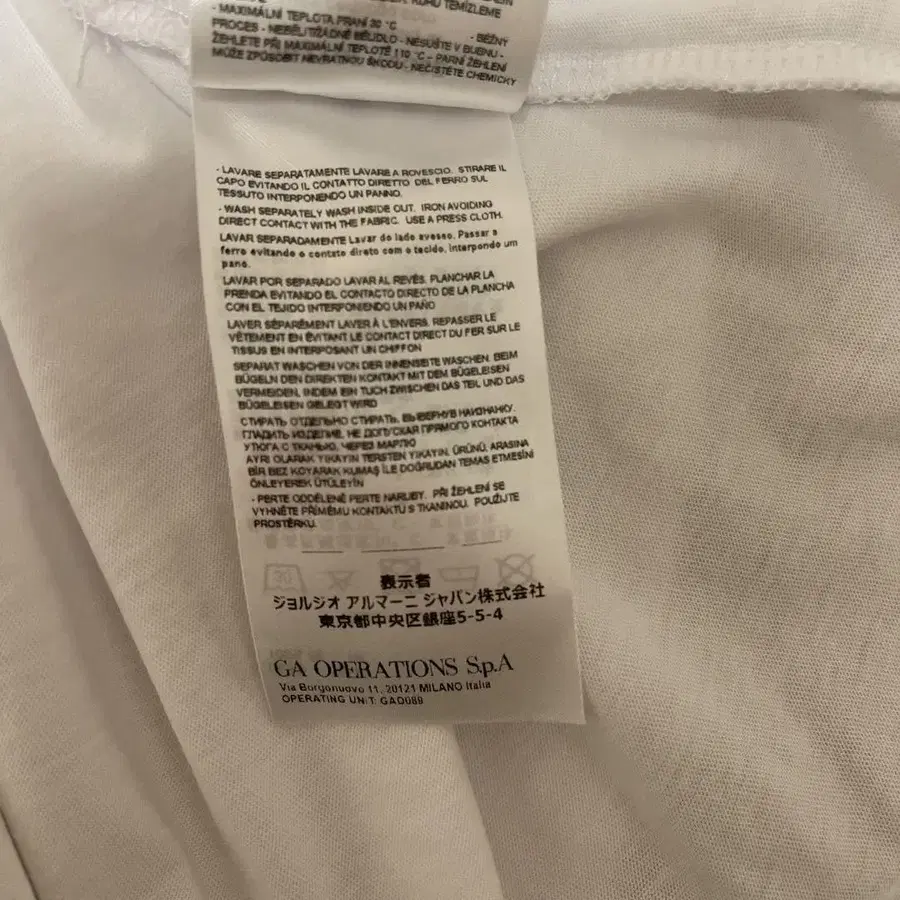 RUHU TEMİZLEME
- MAXIMÁLNÍ TEPLOTA PRANÍ 30 °C - BĚŽNÝ
PROCES - NEBĚLIT/ŽÁDNÉ BĚLIDLO - NESUŠTE V BUBNU -
ŽEHLETE PŘI MAXIMÁLNÍ TEPLOTĚ 110 °C – PARNÍ ŽEHLENÍ
MŮŽE ZPŮSOBIT NEVRATNOU ŠKODU - NEČISTĚTE CHEMICKY
- LAVARE SEPARATAMENTE LAVARE A ROVESCIO. STIRARE IL
CAPO EVITANDO IL CONTATTO DIRETTO DEL FERRO SUL
TESSUTO INTERPONENDO UN PANNO.
- WASH SEPARATELY WASH INSIDE OUT. IRON AVOIDING
DIRECT CONTACT WITH THE FABRIC. USE A PRESS CLOTH.
LAVAR SEPARADAMENTE Lavar do lado avesso. Passar a
ferro evitando o contato direto com o tecido, interpondo um
pano.
LAVAR POR SEPARADO LAVAR AL REVÉS. PLANCHAR LA
PRENDA EVITANDO EL CONTACTO DIRECTO DE LA PLANCHA
CON EL TEJIDO INTERPONIENDO UN PAÑO
LAVER SÉPARÉMENT LAVER À L'ENVERS. REPASSER LE
VÊTEMENT EN ÉVITANT LE CONTACT DIRECT DU FER SUR LE
TISSUS EN INTERPOSANT UN CHIFFON
SEPARAT WASCHEN VON DER INNENSEITE WASCHEN. BEIM
BÜGELN DEN DIREKTEN KONTAKT MIT DEM BÜGELEISEN
VERMEIDEN, INDEM EIN TUCH ZWISCHEN DAS TEIL UND DAS
BÜGELEISEN GELEGT WIRD
СТИРАТЬ ОТДЕЛЬНО СТИРАТЬ, ВЫВЕРНУВ НАИЗНАНКУ.
ГЛАДИТЬ ИЗДЕЛИЕ, НЕ ДОПУСКАЯ ПРЯМОГО КОНТАКТА
УТЮГА С ТКАНЬЮ, ЧЕРЕЗ МАРЛЮ
AYRI OLARAK YIKAYIN TERSTEN YIKAYIN. ÜRÜNÜ, ARASINA
BİR BEZ KOYARAK KUMAŞ İLE DOĞRUDAN TEMAS ETMESİNİ
ÖNLEYEREK ÜTÜLEYİN
- PERTE ODDĚLENĚ PERTE NARUBY. PŘI ŽEHLENÍ SE
VYHNĚTE PŘÍMÉMU KONTAKTU S TKANINOU. POUŽIJTE
PROSTĚRKU.
表示者
ジョルジオ アルマーニ ジャパン株式会社
東京都中央区銀座5-5-4
GA OPERATIONS S.p.A
Via Borgonuovo 11, 20121 MILANO Italia
OPERATING UNIT: GAO089